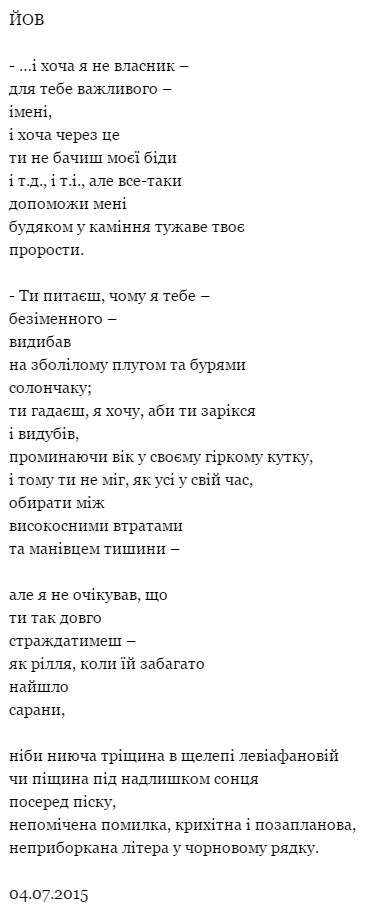 ЙОВ
- …і хоча я не власник –
для тебе важливого –
імені,
і хоча через це
ти не бачиш моєї біди
і т.д., і т.і., але все-таки
допоможи мені
будяком у каміння тужаве твоє
прорости.
- Ти питаєш, чому я тебе –
безіменного –
видибав
на зболілому плугом та бурями
солончаку;
ти гадаєш, я хочу, аби ти зарікся
і видубів,
проминаючи вік у своєму гіркому кутку,
і тому ти не міг, як усі у свій час,
обирати між
високосними втратами
та манівцем тишини –
але я не очікував, що
ти так довго
страждатимеш –
як рілля, коли їй забагато
найшло
сарани,
ніби ниюча тріщина в щелепі левіафановій
чи піщина під надлишком сонця
посеред піску,
непомічена помилка, крихітна і позапланова,
неприборкана літера у чорновому рядку.
04.07.2015